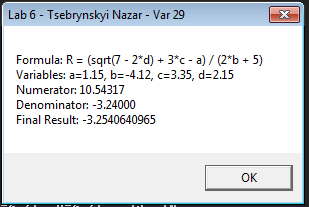 Lab 6 - Tsebrynskyi Nazar - Var 29
Formula: R = (sqrt(7 - 2*d) + 3*c - a) / (2*b + 5)
Variables: a=1.15, b=-4.12, c=3.35, d=2.15
Numerator: 10.54317
Denominator: -3.24000
Final Result: -3.2540640965
OK